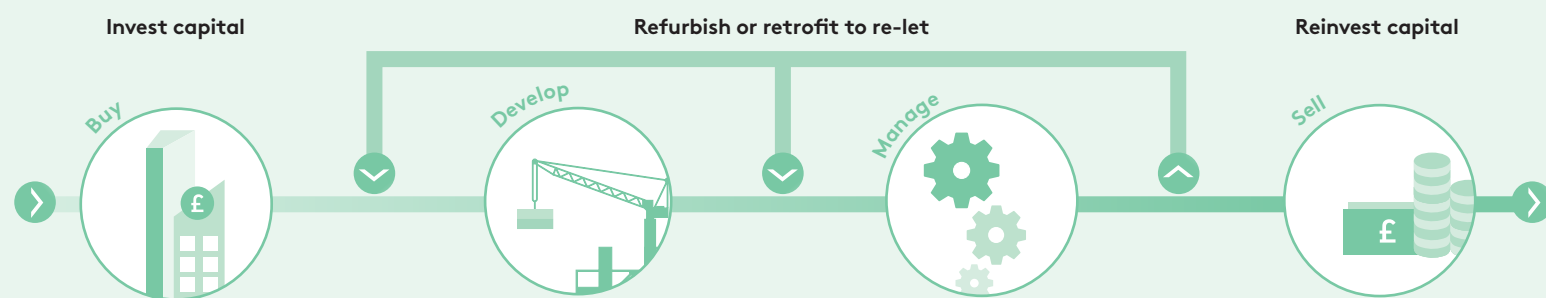 Invest capital
Refurbish or retrofit to re-let
Reinvest capital
Buy
£
Develop
Manage
Sell
£